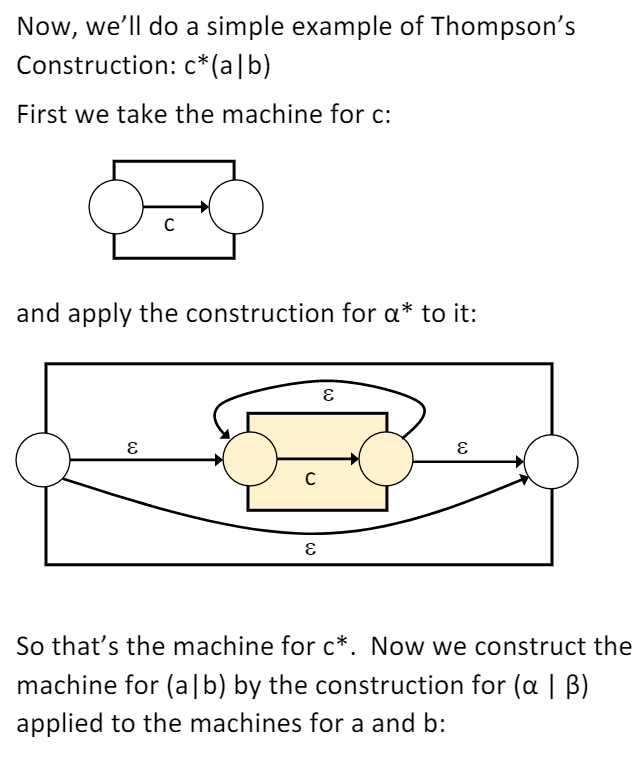 Now, we’ll do a simple example of Thompson’s
Construction: c*(a|b)
First we take the machine for c:
c
and apply the construction for α* to it:
ε
ε
ε
c
ε
So that’s the machine for c*.  Now we construct the
machine for (a|b) by the construction for (α | β)
applied to the machines for a and b: